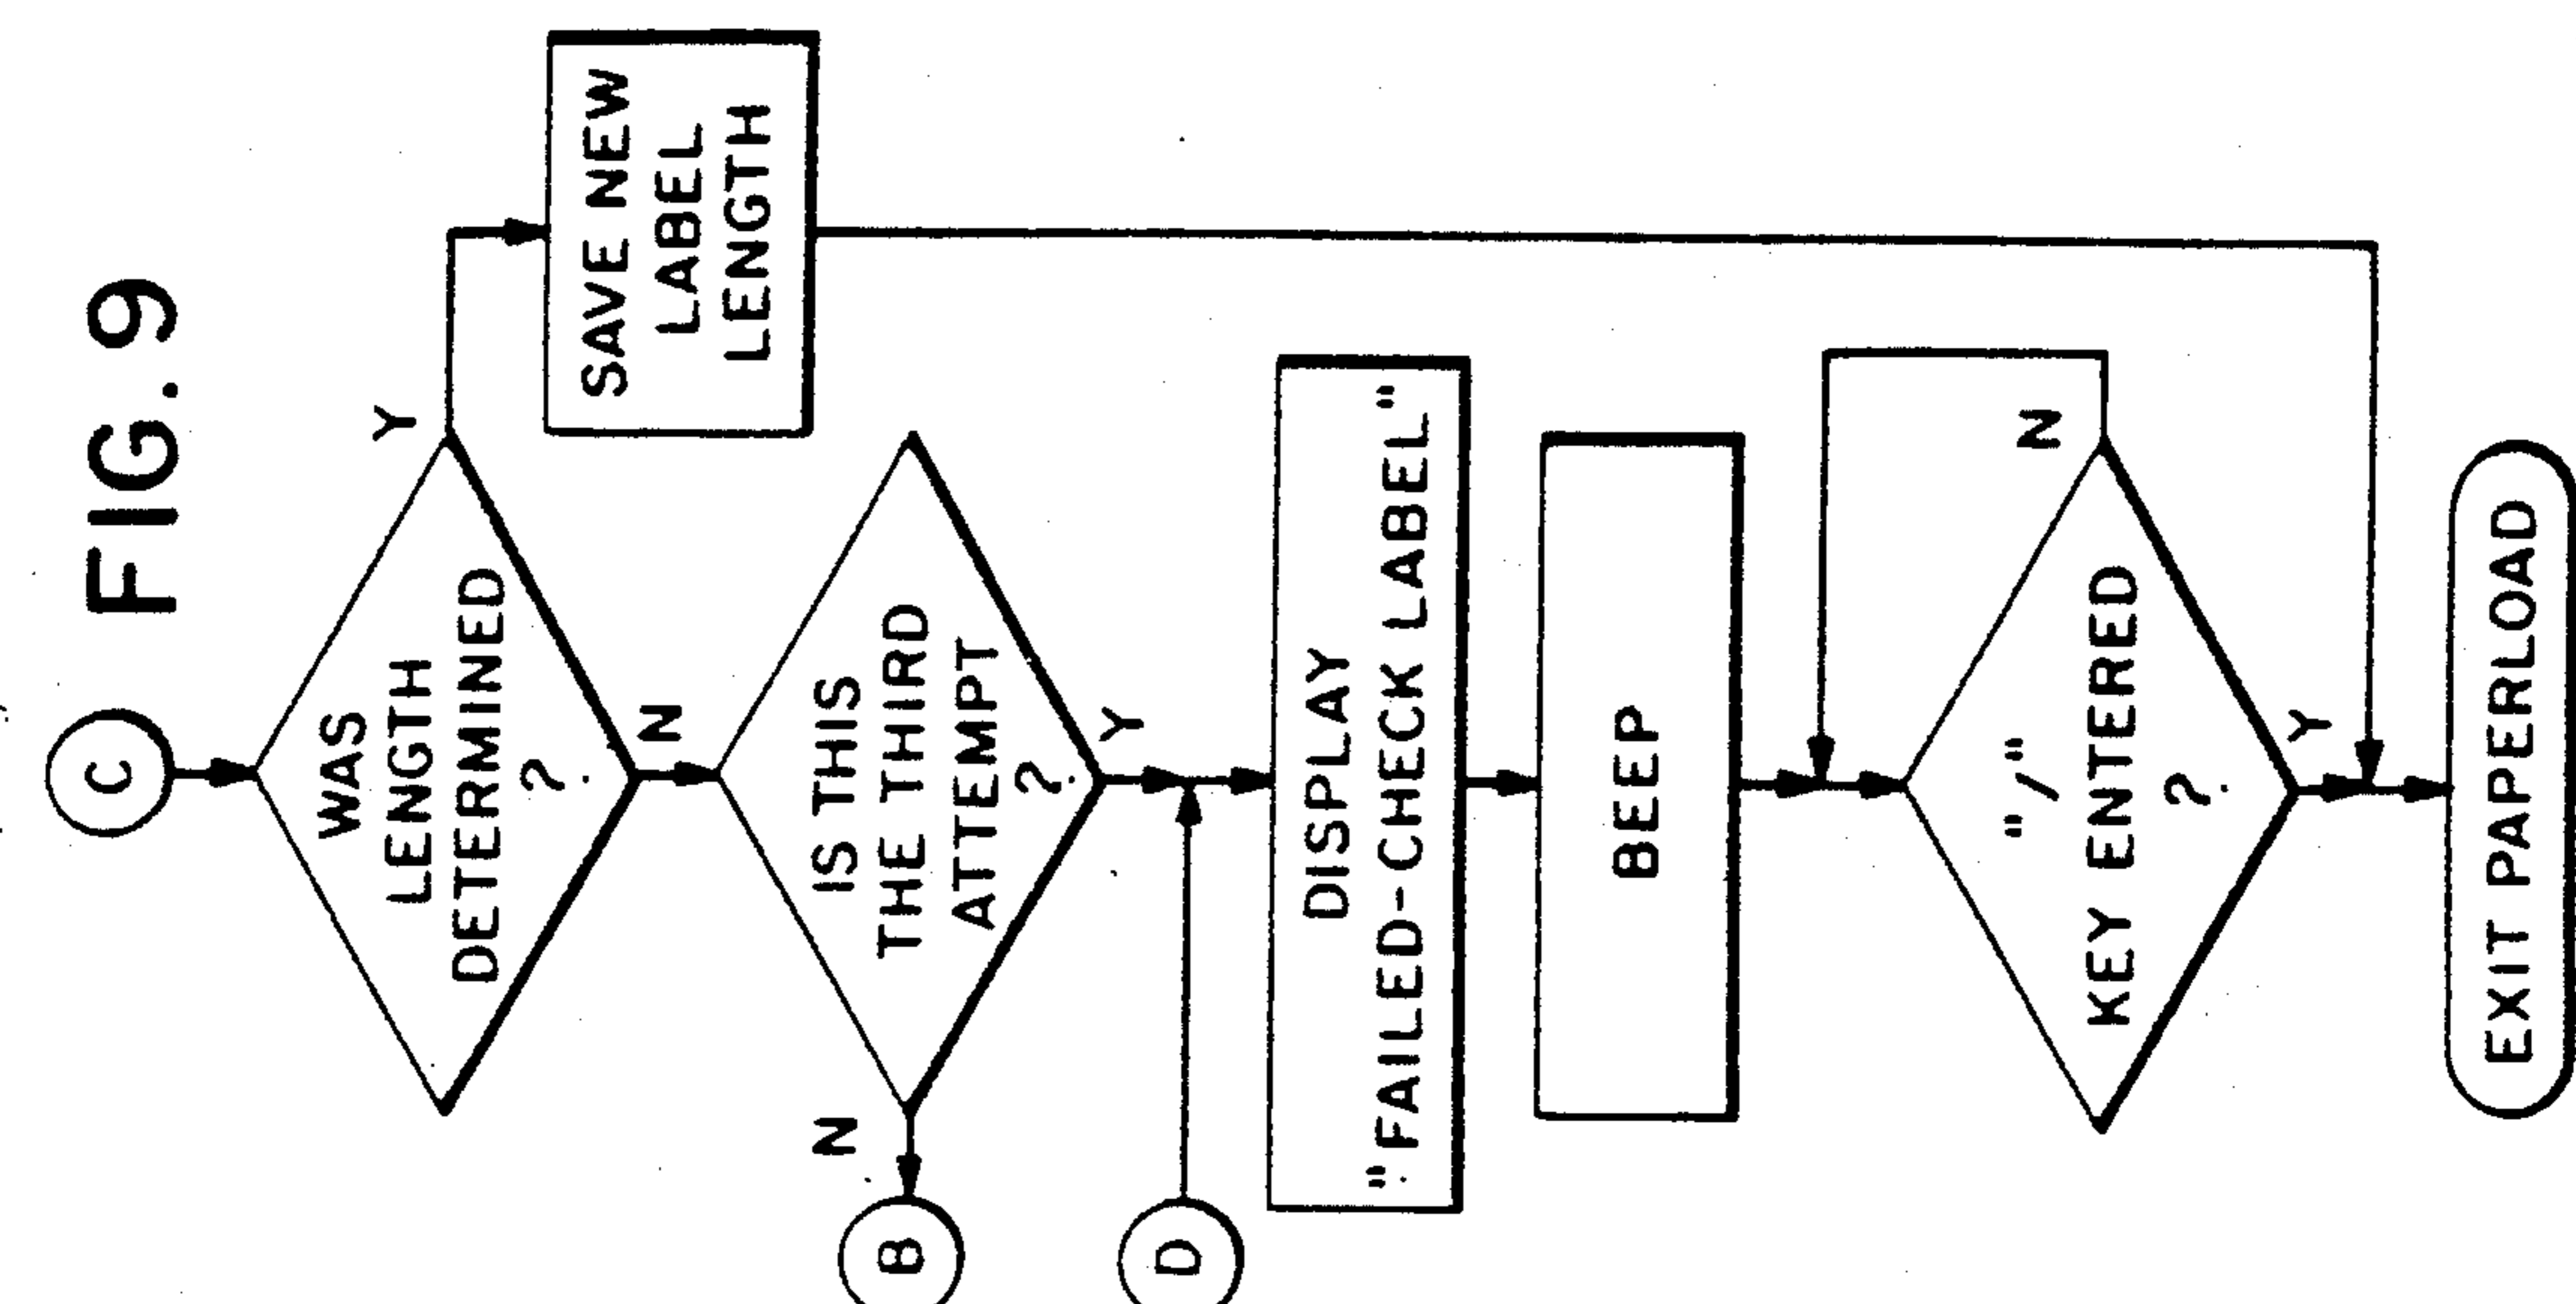 FIG. 9
C
WAS
LENGTH
DETERMINED
?
Y
N
SAVE NEW
LABEL
LENGTH
IS THIS
THE THIRD
ATTEMPT
?
N
Y
B
D
DISPLAY
"FAILED-CHECK LABEL"
BEEP
"/"
KEY ENTERED
?
N
Y
EXIT PAPERLOAD